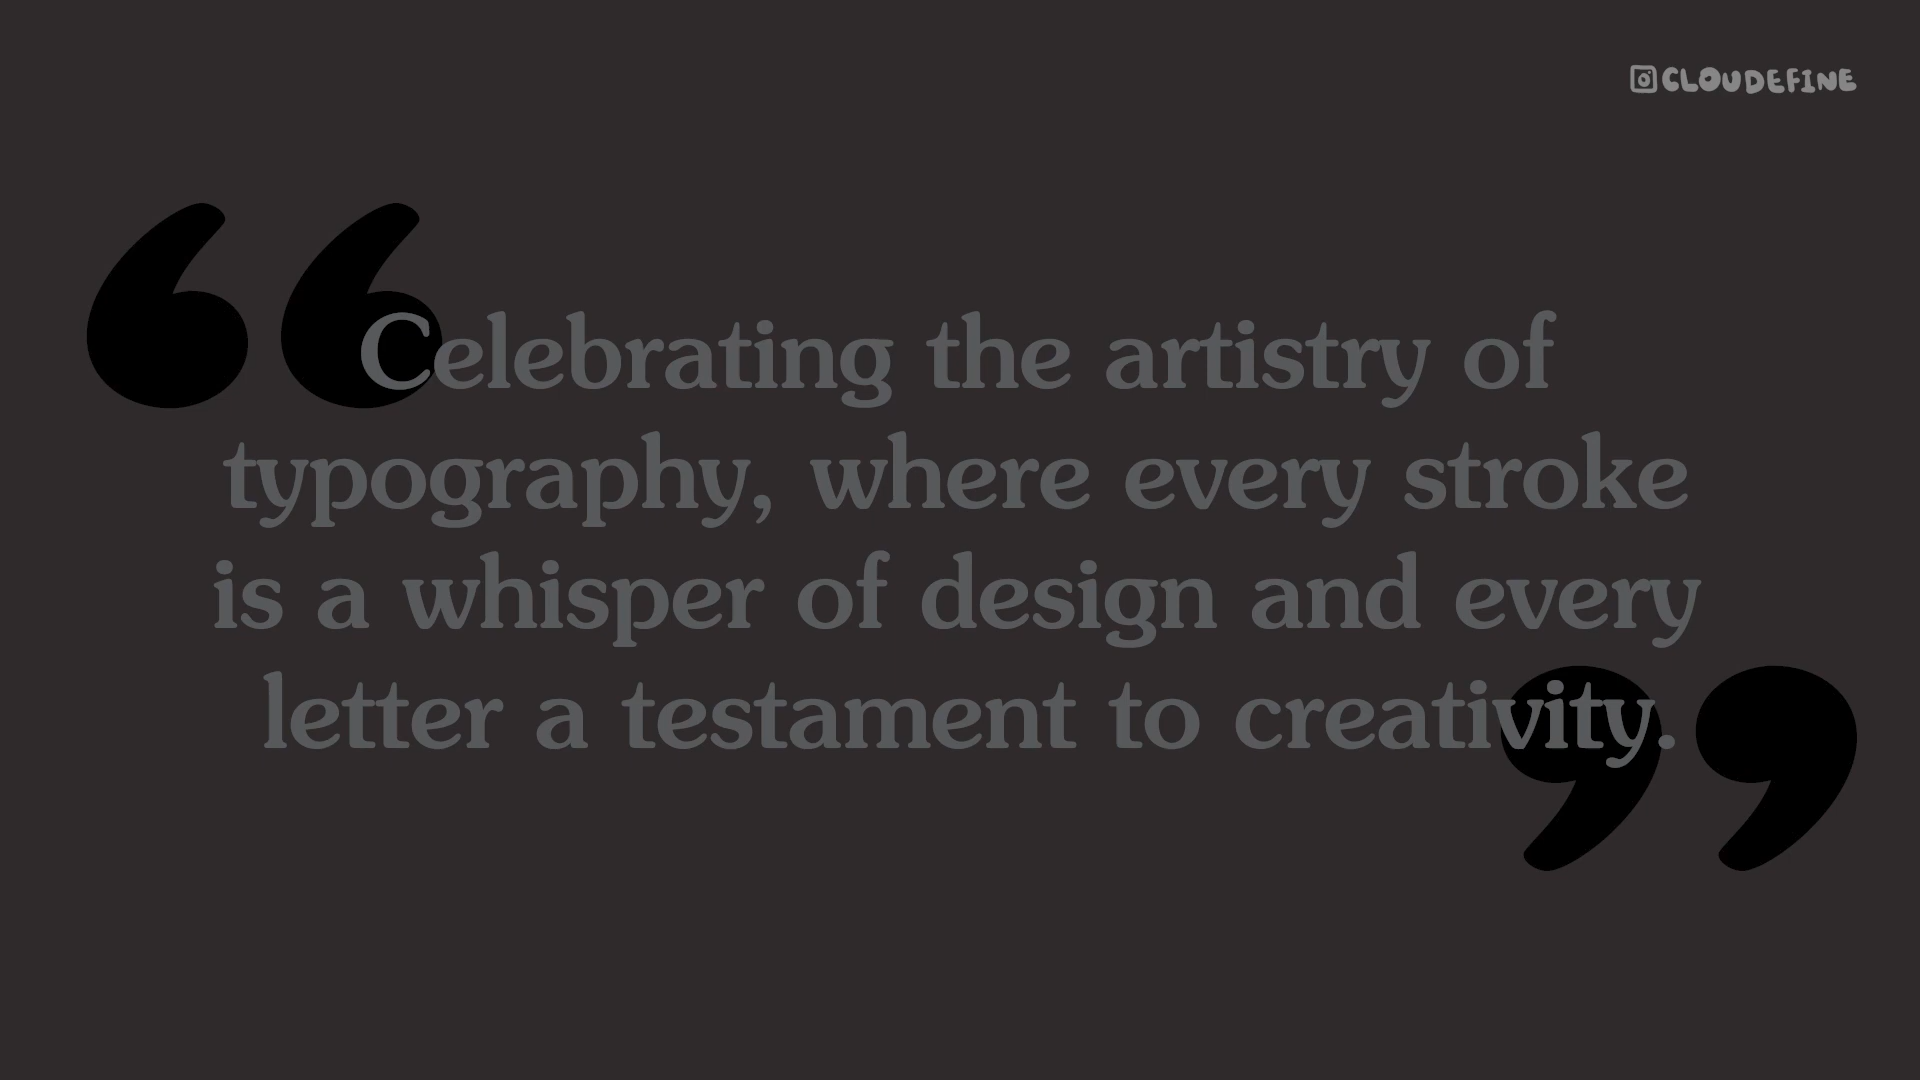 CLOUDEFINE
“Celebrating the artistry of
typography, where every stroke
is a whisper of design and every
letter a testament to creativity.”